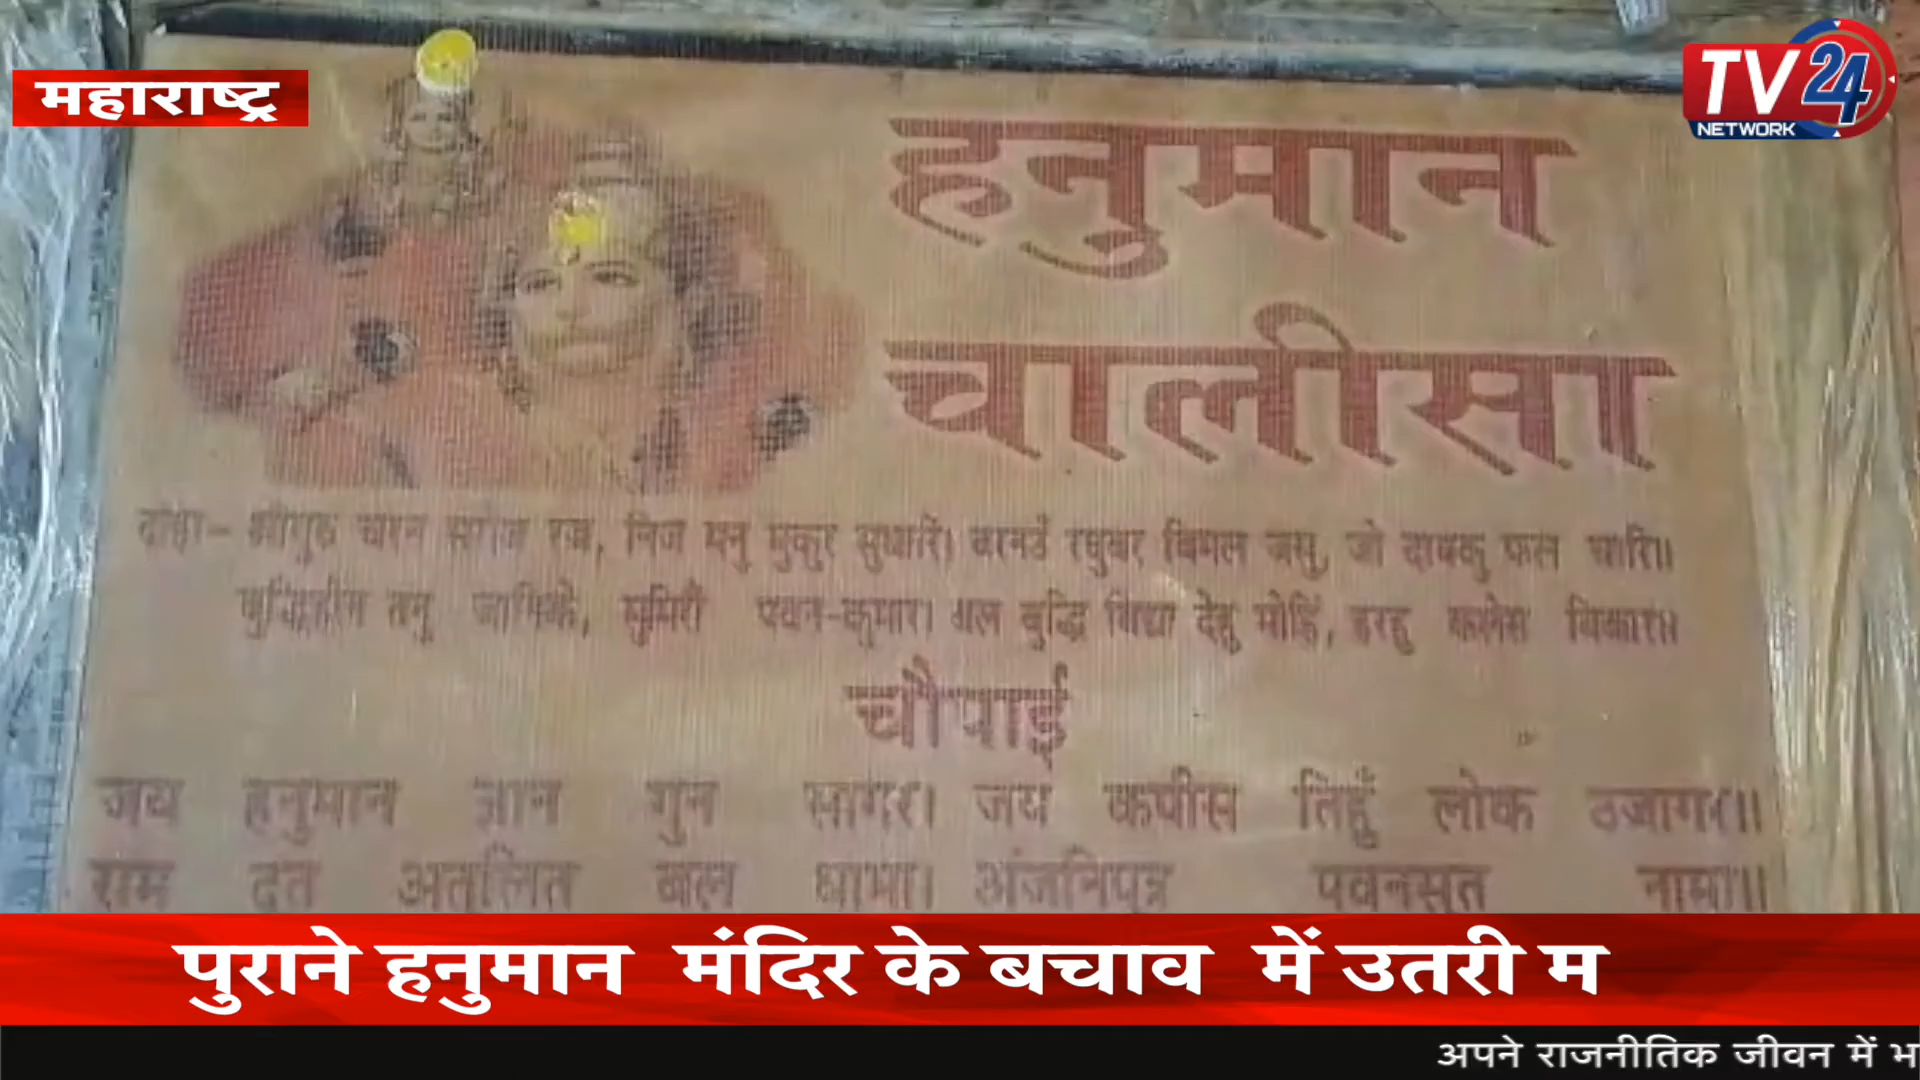 महाराष्ट्र
TV24
NETWORK
हनुमान
चालीसा
दोहा- श्रीगुरु चरन सरोज रज, निज मनु मुकुर सुधारि। बरनउँ रघुबर बिमल जसु, जो दायकु फल चारि॥
बुद्धिहीन तनु जानिके, सुमिरौं पवन-कुमार। बल बुद्धि बिद्या देहु मोहिं, हरहु कलेस बिकार॥
चौपाई
जय हनुमान ज्ञान गुन सागर। जय कपीस तिहुँ लोक उजागर॥
राम दूत अतुलित बल धामा। अंजनिपुत्र पवनसुत नामा॥
पुराने हनुमान मंदिर के बचाव में उतरी म
अपने राजनीतिक जीवन में भ